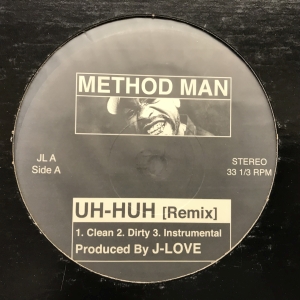 METHOD MAN
JL A
Side A
STEREO
33 1/3 RPM
UH-HUH [Remix]
1. Clean 2. Dirty 3. Instrumental
Produced By J-LOVE